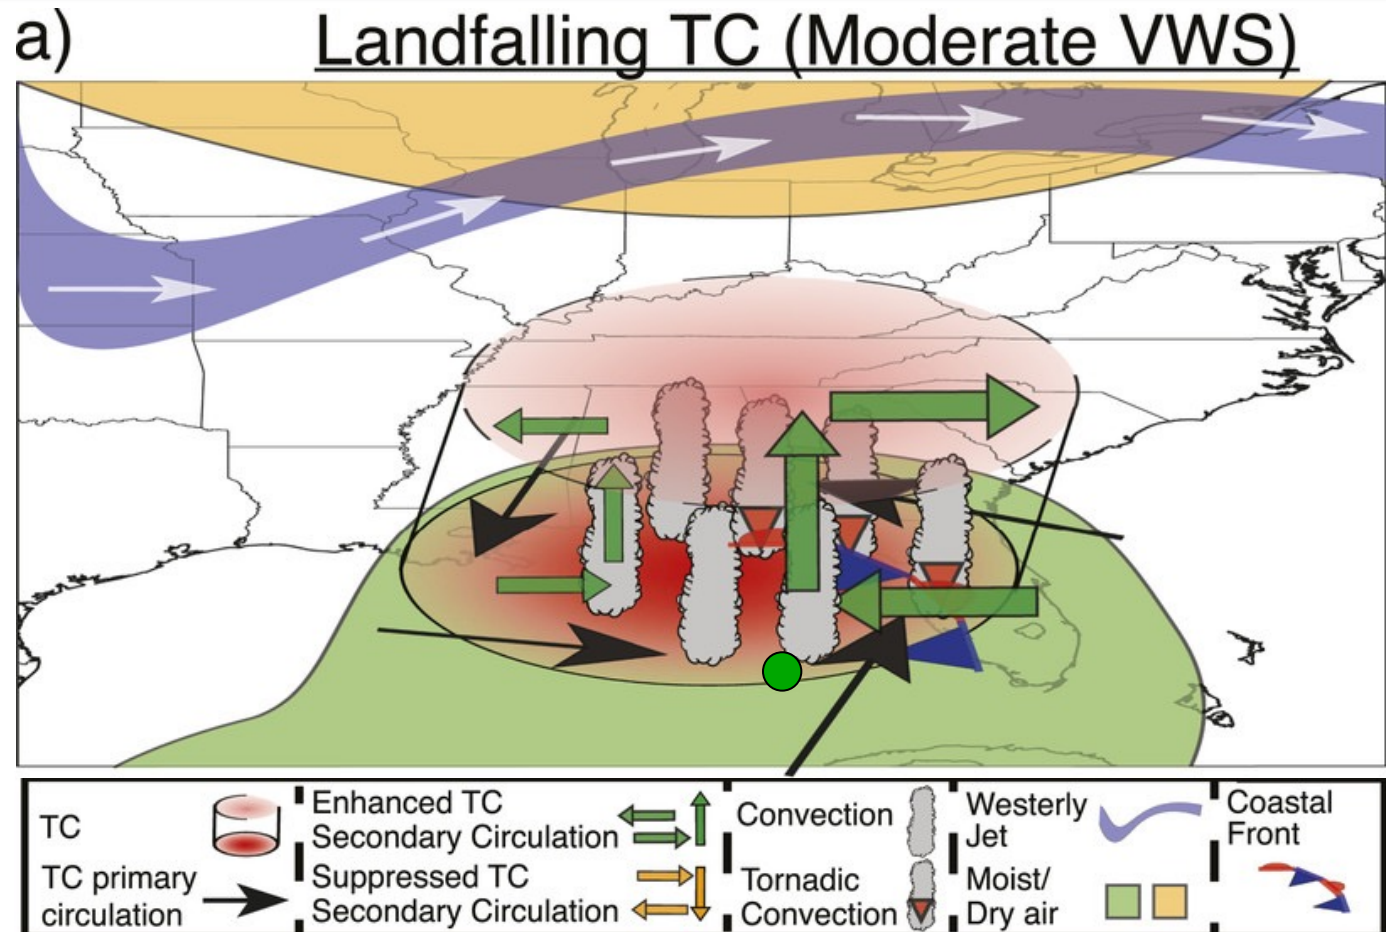 a)
Landfalling TC (Moderate VWS)
TC
TC primary
circulation
Enhanced TC
Secondary Circulation
Suppressed TC
Secondary Circulation
Convection
Tornadic
Convection
Westerly
Jet
Moist/
Dry air
Coastal
Front